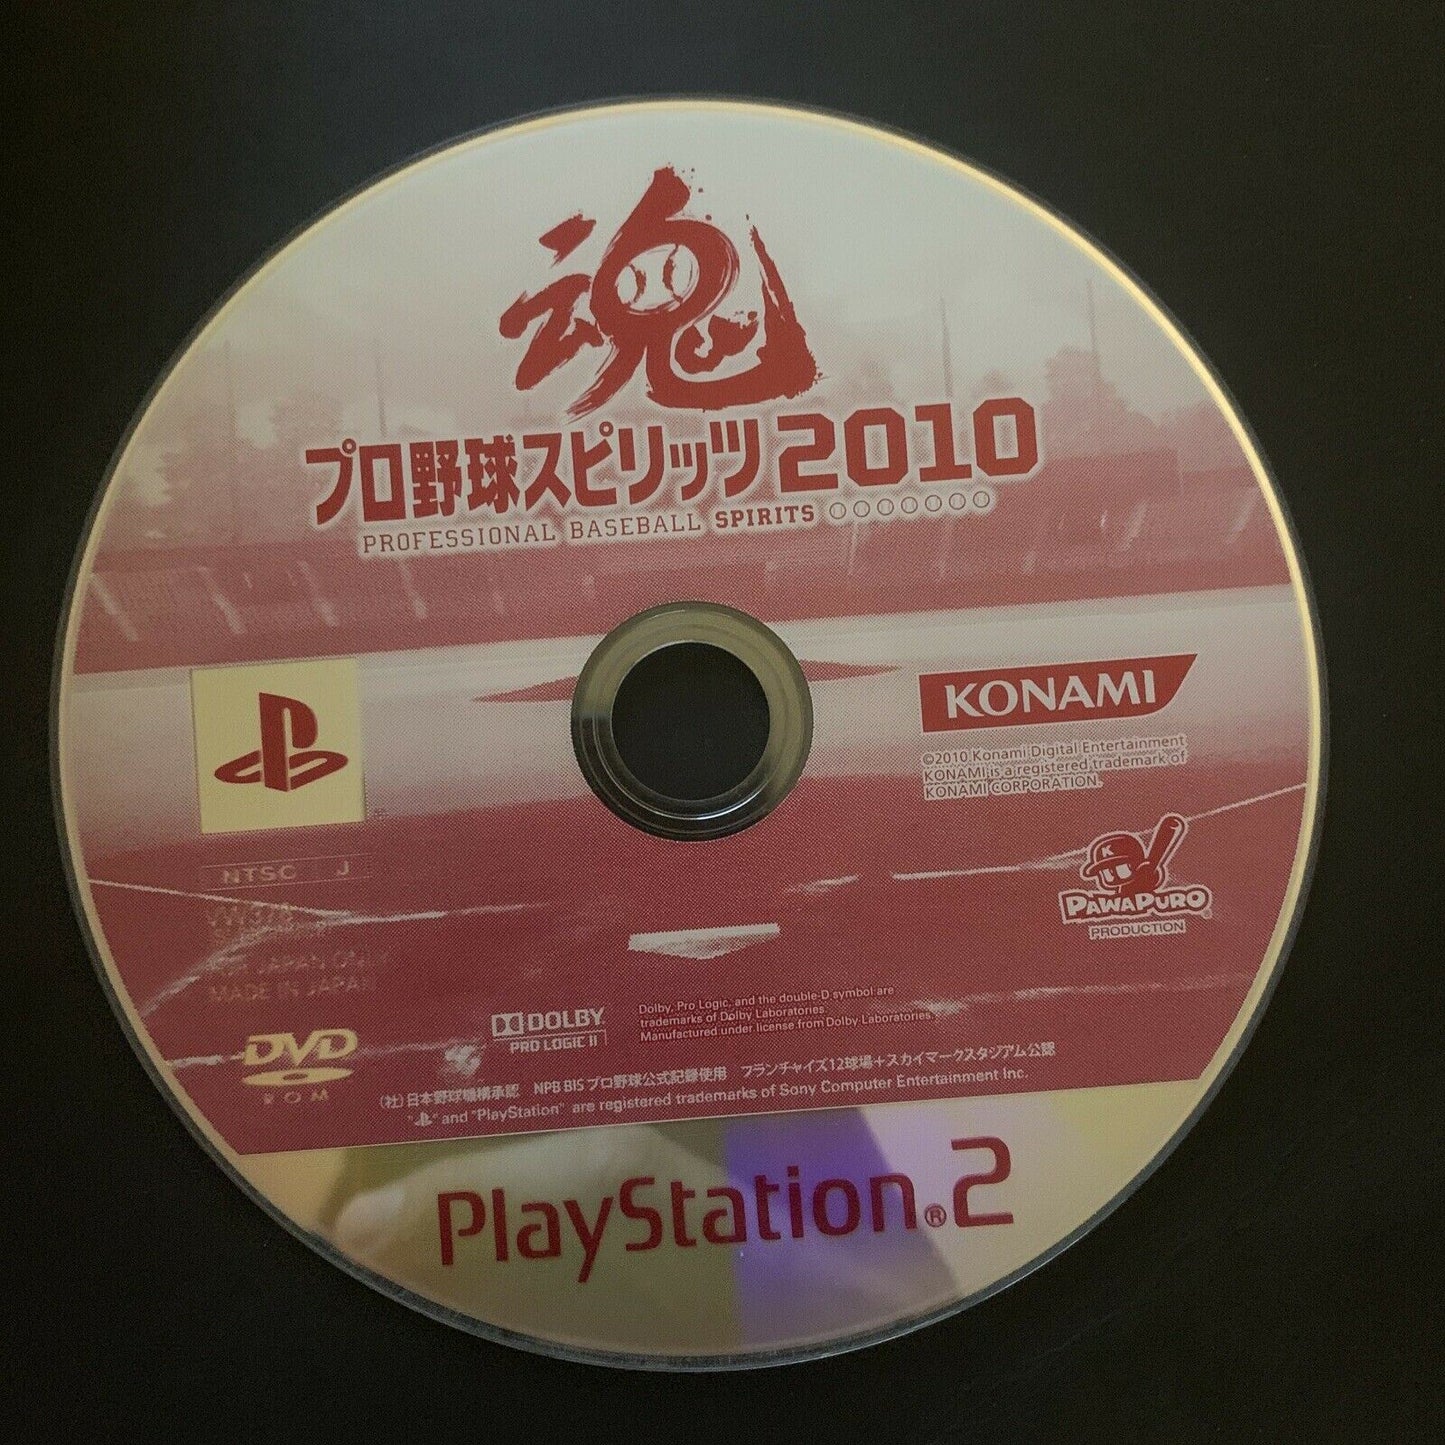 魂
プロ野球スピリッツ2010
PROFESSIONAL BASEBALL SPIRITS
KONAMI
©2010 Konami Digital Entertainment
KONAMI is a registered trademark of
KONAMI CORPORATION.
NTSC J
VW328
FOR JAPAN ONLY
MADE IN JAPAN
K
PAWAPURO®
PRODUCTION
DVD
ROM
DOLBY
PRO LOGIC II
Dolby, Pro Logic, and the double-D symbol are
trademarks of Dolby Laboratories.
Manufactured under license from Dolby Laboratories.
(社)日本野球機構承認 NPB BIS プロ野球公式記録使用 フランチャイズ12球場+スカイマークスタジアム公認
" " and "PlayStation" are registered trademarks of Sony Computer Entertainment Inc.
PlayStation®2